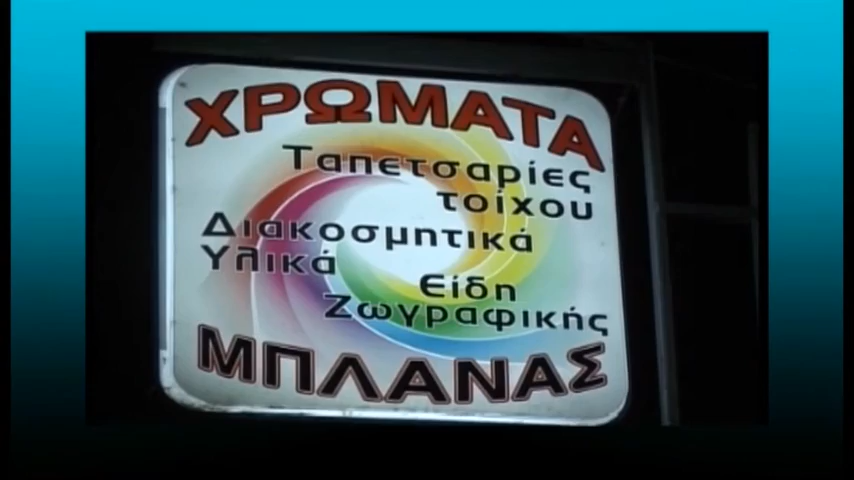 ΧΡΩΜΑΤΑ
Ταπετσαρίες
τοίχου
Διακοσμητικά
Υλικά
Είδη
Ζωγραφικής
ΜΠΛΑΝΑΣ